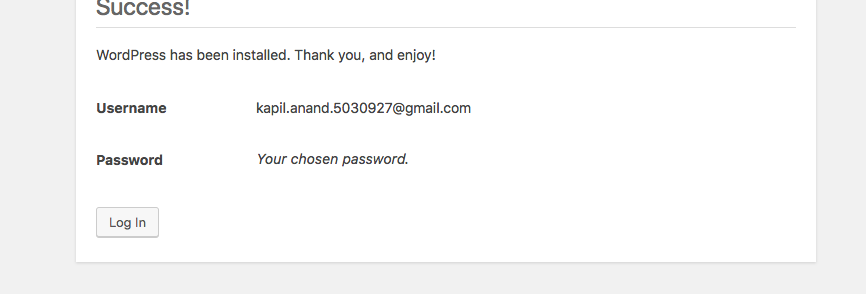 Success!
WordPress has been installed. Thank you, and enjoy!
Username kapil.anand.5030927@gmail.com
Password Your chosen password.
Log In